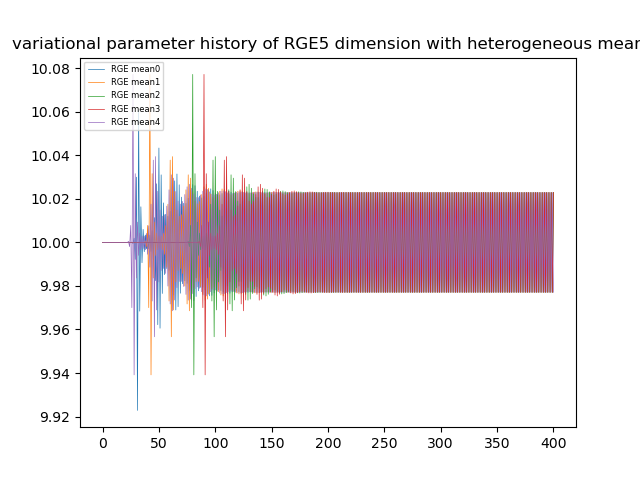 variational parameter history of RGE5 dimension with heterogeneous mean
10.08
10.06
10.04
10.02
10.00
9.98
9.96
9.94
9.92
RGE mean0
RGE mean1
RGE mean2
RGE mean3
RGE mean4
0 50 100 150 200 250 300 350 400